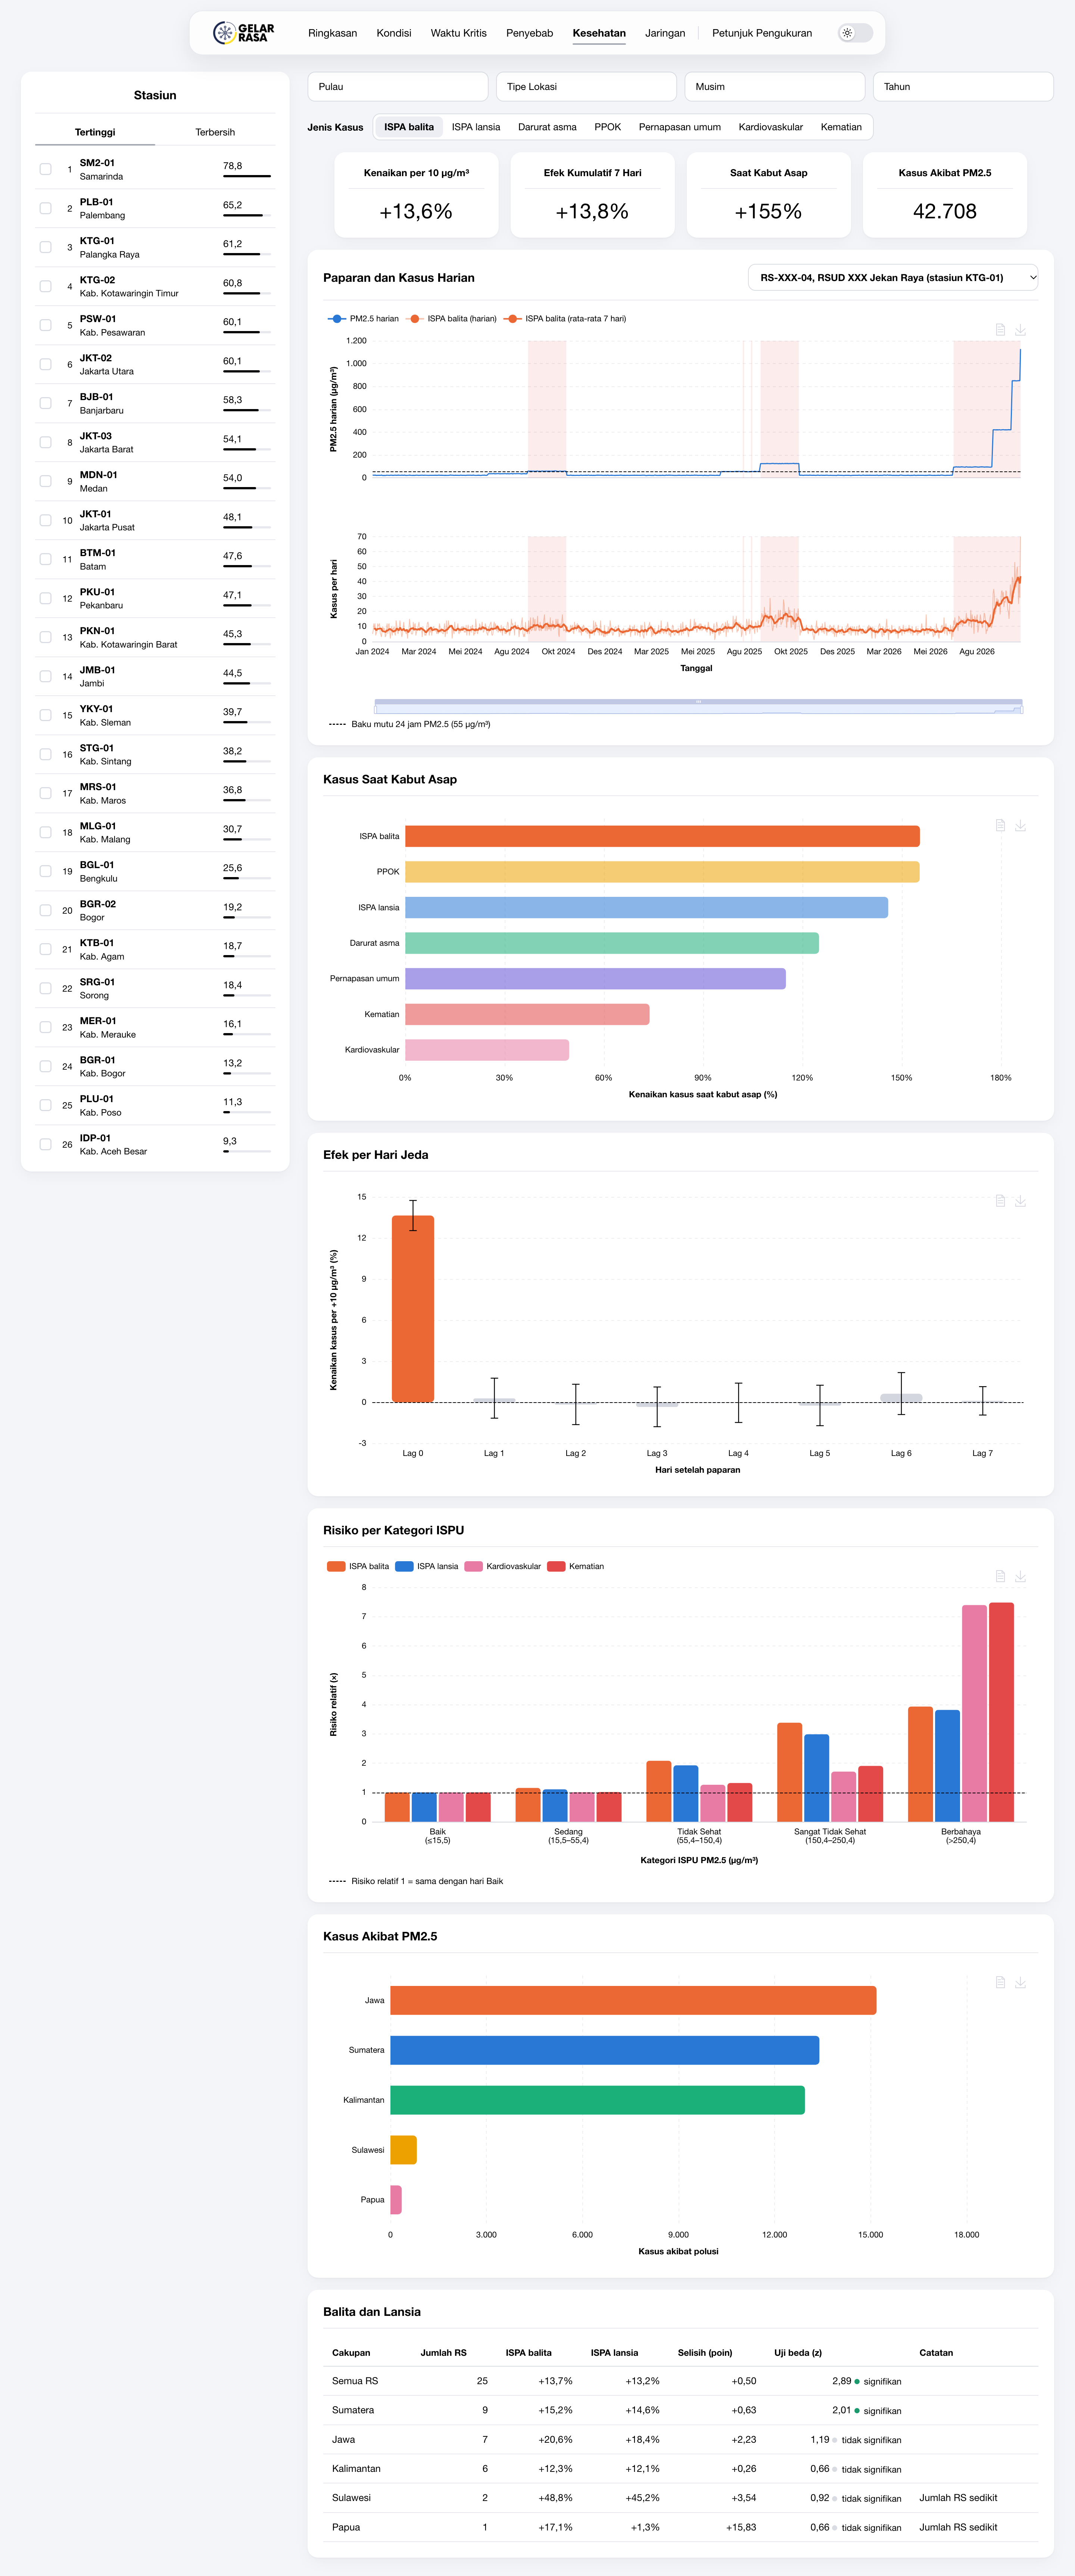 GELAR
RASA
Ringkasan Kondisi Waktu Kritis Penyebab Kesehatan Jaringan Petunjuk Pengukuran
Stasiun
Tertinggi Terbersih
1 SM2-01 78,8
Samarinda
2 PLB-01 65,2
Palembang
3 KTG-01 61,2
Palangka Raya
4 KTG-02 60,8
Kab. Kotawaringin Timur
5 PSW-01 60,1
Kab. Pesawaran
6 JKT-02 60,1
Jakarta Utara
7 BJB-01 58,3
Banjarbaru
8 JKT-03 54,1
Jakarta Barat
9 MDN-01 54,0
Medan
10 JKT-01 48,1
Jakarta Pusat
11 BTM-01 47,6
Batam
12 PKU-01 47,1
Pekanbaru
13 PKN-01 45,3
Kab. Kotawaringin Barat
14 JMB-01 44,5
Jambi
15 YKY-01 39,7
Kab. Sleman
16 STG-01 38,2
Kab. Sintang
17 MRS-01 36,8
Kab. Maros
18 MLG-01 30,7
Kab. Malang
19 BGL-01 25,6
Bengkulu
20 BGR-02 19,2
Bogor
21 KTB-01 18,7
Kab. Agam
22 SRG-01 18,4
Sorong
23 MER-01 16,1
Kab. Merauke
24 BGR-01 13,2
Kab. Bogor
25 PLU-01 11,3
Kab. Poso
26 IDP-01 9,3
Kab. Aceh Besar
Pulau Tipe Lokasi Musim Tahun
Jenis Kasus ISPA balita ISPA lansia Darurat asma PPOK Pernapasan umum Kardiovaskular Kematian
Kenaikan per 10 µg/m³ Efek Kumulatif 7 Hari Saat Kabut Asap Kasus Akibat PM2.5
+13,6% +13,8% +155% 42.708
Paparan dan Kasus Harian
RS-XXX-04, RSUD XXX Jekan Raya (stasiun KTG-01)
PM2.5 harian ISPA balita (harian) ISPA balita (rata-rata 7 hari)
PM2.5 harian (µg/m³)
1.200
1.000
800
600
400
200
0
Kasus per hari
70
60
50
40
30
20
10
0
Jan 2024 Mar 2024 Mei 2024 Agu 2024 Okt 2024 Des 2024 Mar 2025 Mei 2025 Agu 2025 Okt 2025 Des 2025 Mar 2026 Mei 2026 Agu 2026
Tanggal
Baku mutu 24 jam PM2.5 (55 µg/m³)
Kasus Saat Kabut Asap
ISPA balita
PPOK
ISPA lansia
Darurat asma
Pernapasan umum
Kematian
Kardiovaskular
0% 30% 60% 90% 120% 150% 180%
Kenaikan kasus saat kabut asap (%)
Efek per Hari Jeda
Kenaikan kasus per +10 µg/m³ (%)
15
12
9
6
3
0
-3
Lag 0 Lag 1 Lag 2 Lag 3 Lag 4 Lag 5 Lag 6 Lag 7
Hari setelah paparan
Risiko per Kategori ISPU
ISPA balita ISPA lansia Kardiovaskular Kematian
Risiko relatif (×)
8
7
6
5
4
3
2
1
0
Baik Sedang Tidak Sehat Sangat Tidak Sehat Berbahaya
(≤15,5) (15,5–55,4) (55,4–150,4) (150,4–250,4) (>250,4)
Kategori ISPU PM2.5 (µg/m³)
Risiko relatif 1 = sama dengan hari Baik
Kasus Akibat PM2.5
Jawa
Sumatera
Kalimantan
Sulawesi
Papua
0 3.000 6.000 9.000 12.000 15.000 18.000
Kasus akibat polusi
Balita dan Lansia
Cakupan Jumlah RS ISPA balita ISPA lansia Selisih (poin) Uji beda (z) Catatan
Semua RS 25 +13,7% +13,2% +0,50 2,89 signifikan
Sumatera 9 +15,2% +14,6% +0,63 2,01 signifikan
Jawa 7 +20,6% +18,4% +2,23 1,19 tidak signifikan
Kalimantan 6 +12,3% +12,1% +0,26 0,66 tidak signifikan
Sulawesi 2 +48,8% +45,2% +3,54 0,92 tidak signifikan Jumlah RS sedikit
Papua 1 +17,1% +1,3% +15,83 0,66 tidak signifikan Jumlah RS sedikit